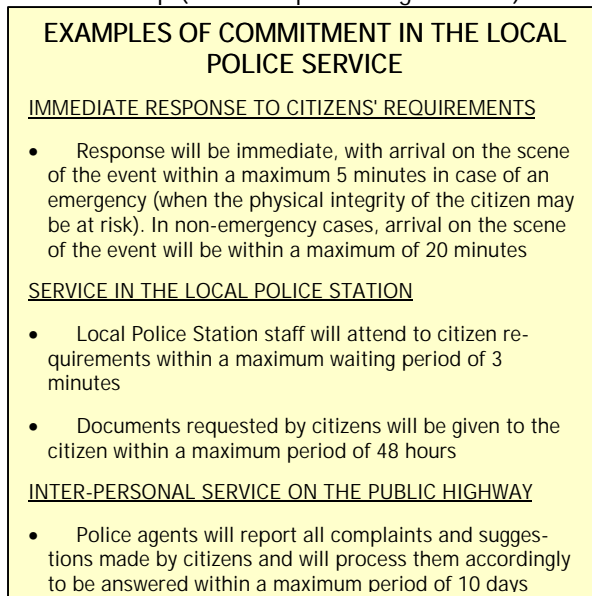 EXAMPLES OF COMMITMENT IN THE LOCAL
POLICE SERVICE
IMMEDIATE RESPONSE TO CITIZENS' REQUIREMENTS
• Response will be immediate, with arrival on the scene
of the event within a maximum 5 minutes in case of an
emergency (when the physical integrity of the citizen may
be at risk). In non-emergency cases, arrival on the scene
of the event will be within a maximum of 20 minutes
SERVICE IN THE LOCAL POLICE STATION
• Local Police Station staff will attend to citizen re-
quirements within a maximum waiting period of 3
minutes
• Documents requested by citizens will be given to the
citizen within a maximum period of 48 hours
INTER-PERSONAL SERVICE ON THE PUBLIC HIGHWAY
• Police agents will report all complaints and sugges-
tions made by citizens and will process them accordingly
to be answered within a maximum period of 10 days